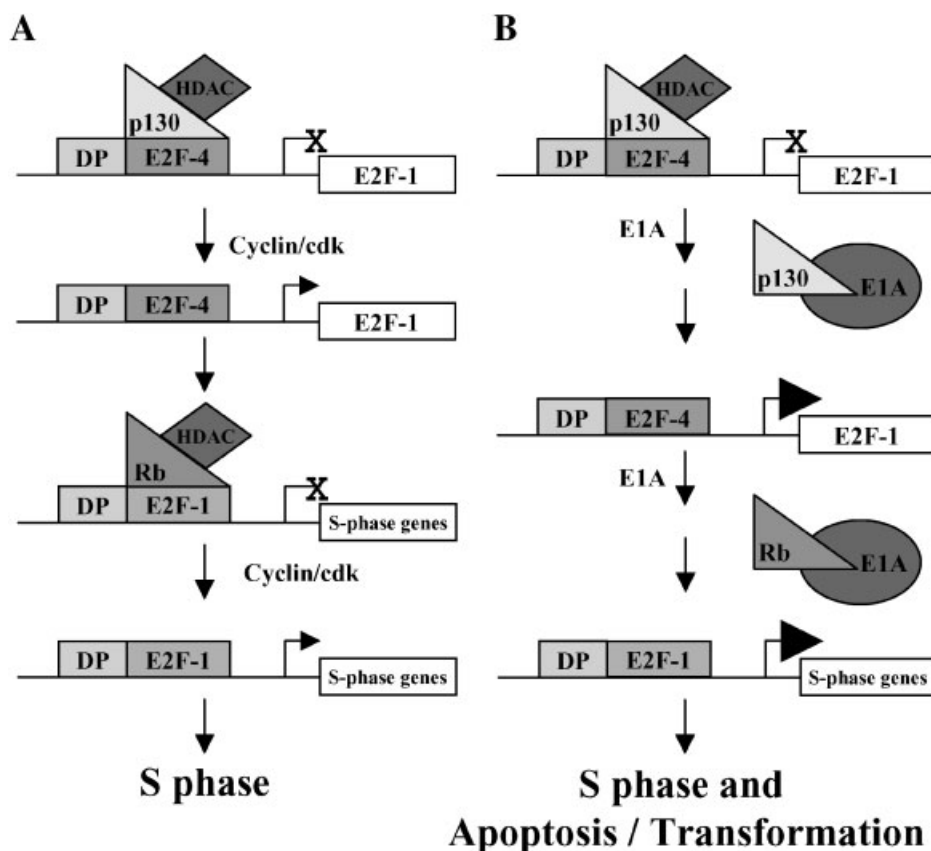 A
HDAC
p130
DP E2F-4
X
E2F-1
Cyclin/cdk
DP E2F-4
E2F-1
HDAC
Rb
DP E2F-1
X
S-phase genes
Cyclin/cdk
DP E2F-1
S-phase genes
S phase
B
HDAC
p130
DP E2F-4
X
E2F-1
E1A
p130 E1A
DP E2F-4
E2F-1
E1A
Rb E1A
DP E2F-1
S-phase genes
S phase and
Apoptosis / Transformation